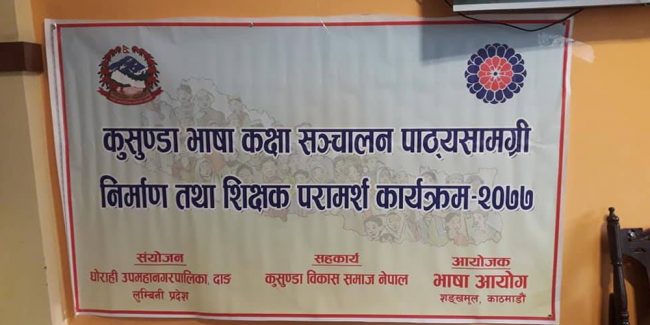 कुसुण्डा भाषा कक्षा सञ्चालन पाठ्यसामग्री
निर्माण तथा शिक्षक परामर्श कार्यक्रम-२०७७
संयोजन
घोराही उपमहानगरपालिका, दाङ
लुम्बिनी प्रदेश
सहकार्य
कुसुण्डा विकास समाज नेपाल
आयोजक
भाषा आयोग
शङ्खमूल, काठमाडौं